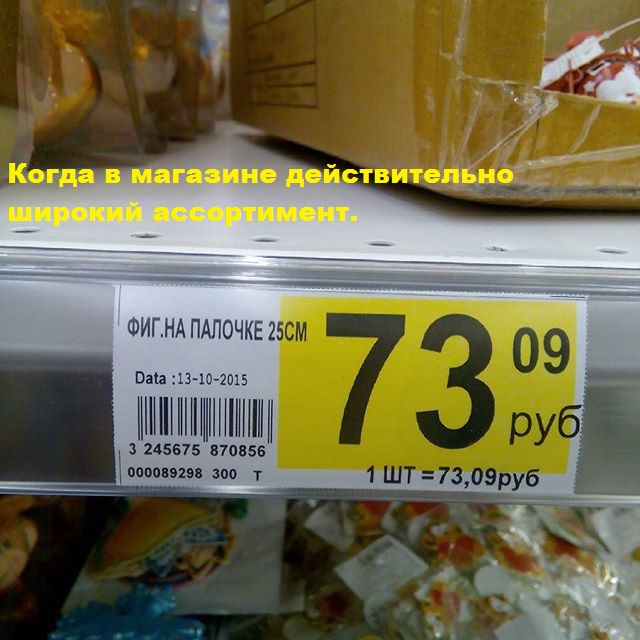 Когда в магазине действительно
широкий ассортимент.
ФИГ.НА ПАЛОЧКЕ 25СМ
73 09
руб
Data :13-10-2015
3 245675 870856
000089298 300 Т
1 ШТ =73,09руб